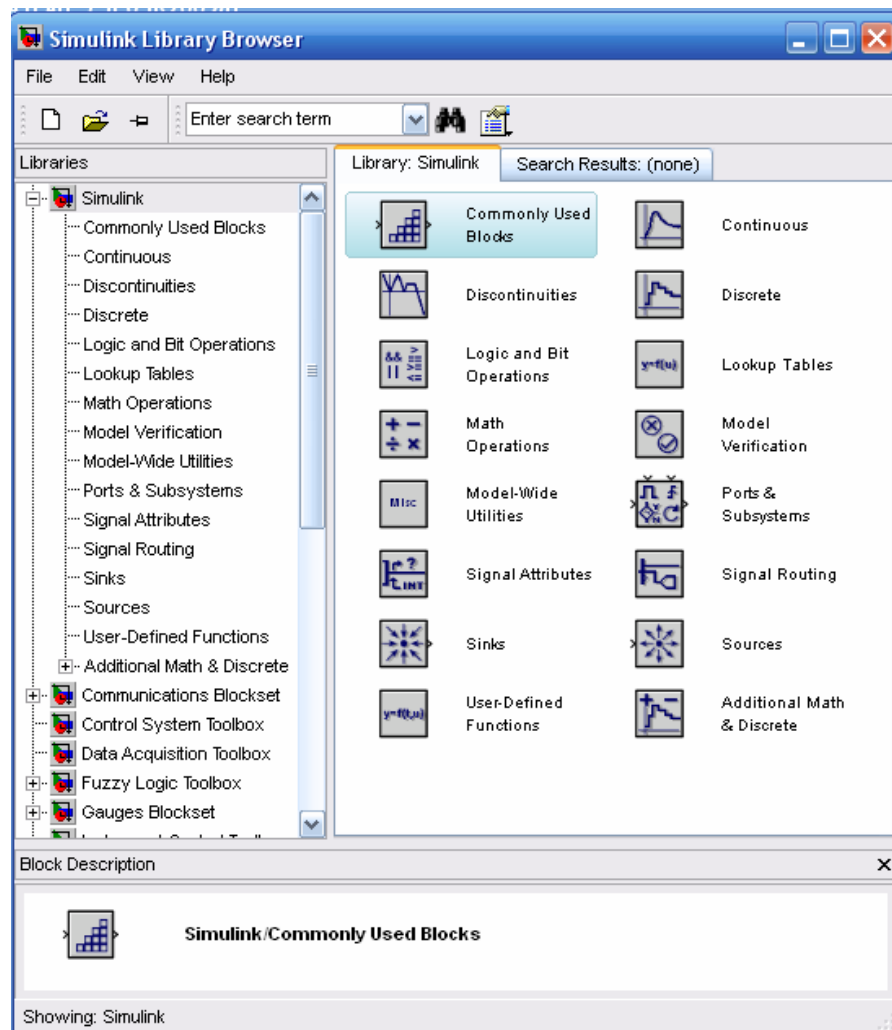 Simulink Library Browser
File Edit View Help
Enter search term
Libraries
Library: Simulink Search Results: (none)
Simulink
Commonly Used Blocks
Continuous
Discontinuities
Discrete
Logic and Bit Operations
Lookup Tables
Math Operations
Model Verification
Model-Wide Utilities
Ports & Subsystems
Signal Attributes
Signal Routing
Sinks
Sources
User-Defined Functions
Additional Math & Discrete
Communications Blockset
Control System Toolbox
Data Acquisition Toolbox
Fuzzy Logic Toolbox
Gauges Blockset
Commonly Used
Blocks
Continuous
Discontinuities
Discrete
&& > ==
|| >= <=
Logic and Bit
Operations
y=f(u)
Lookup Tables
+ −
÷ ×
Math
Operations
Model
Verification
Misc
Model-Wide
Utilities
Ports &
Subsystems
?
INT
Signal Attributes
Signal Routing
Sinks
Sources
y=f(t,u)
User-Defined
Functions
Additional Math
& Discrete
Block Description
Simulink/Commonly Used Blocks
Showing: Simulink